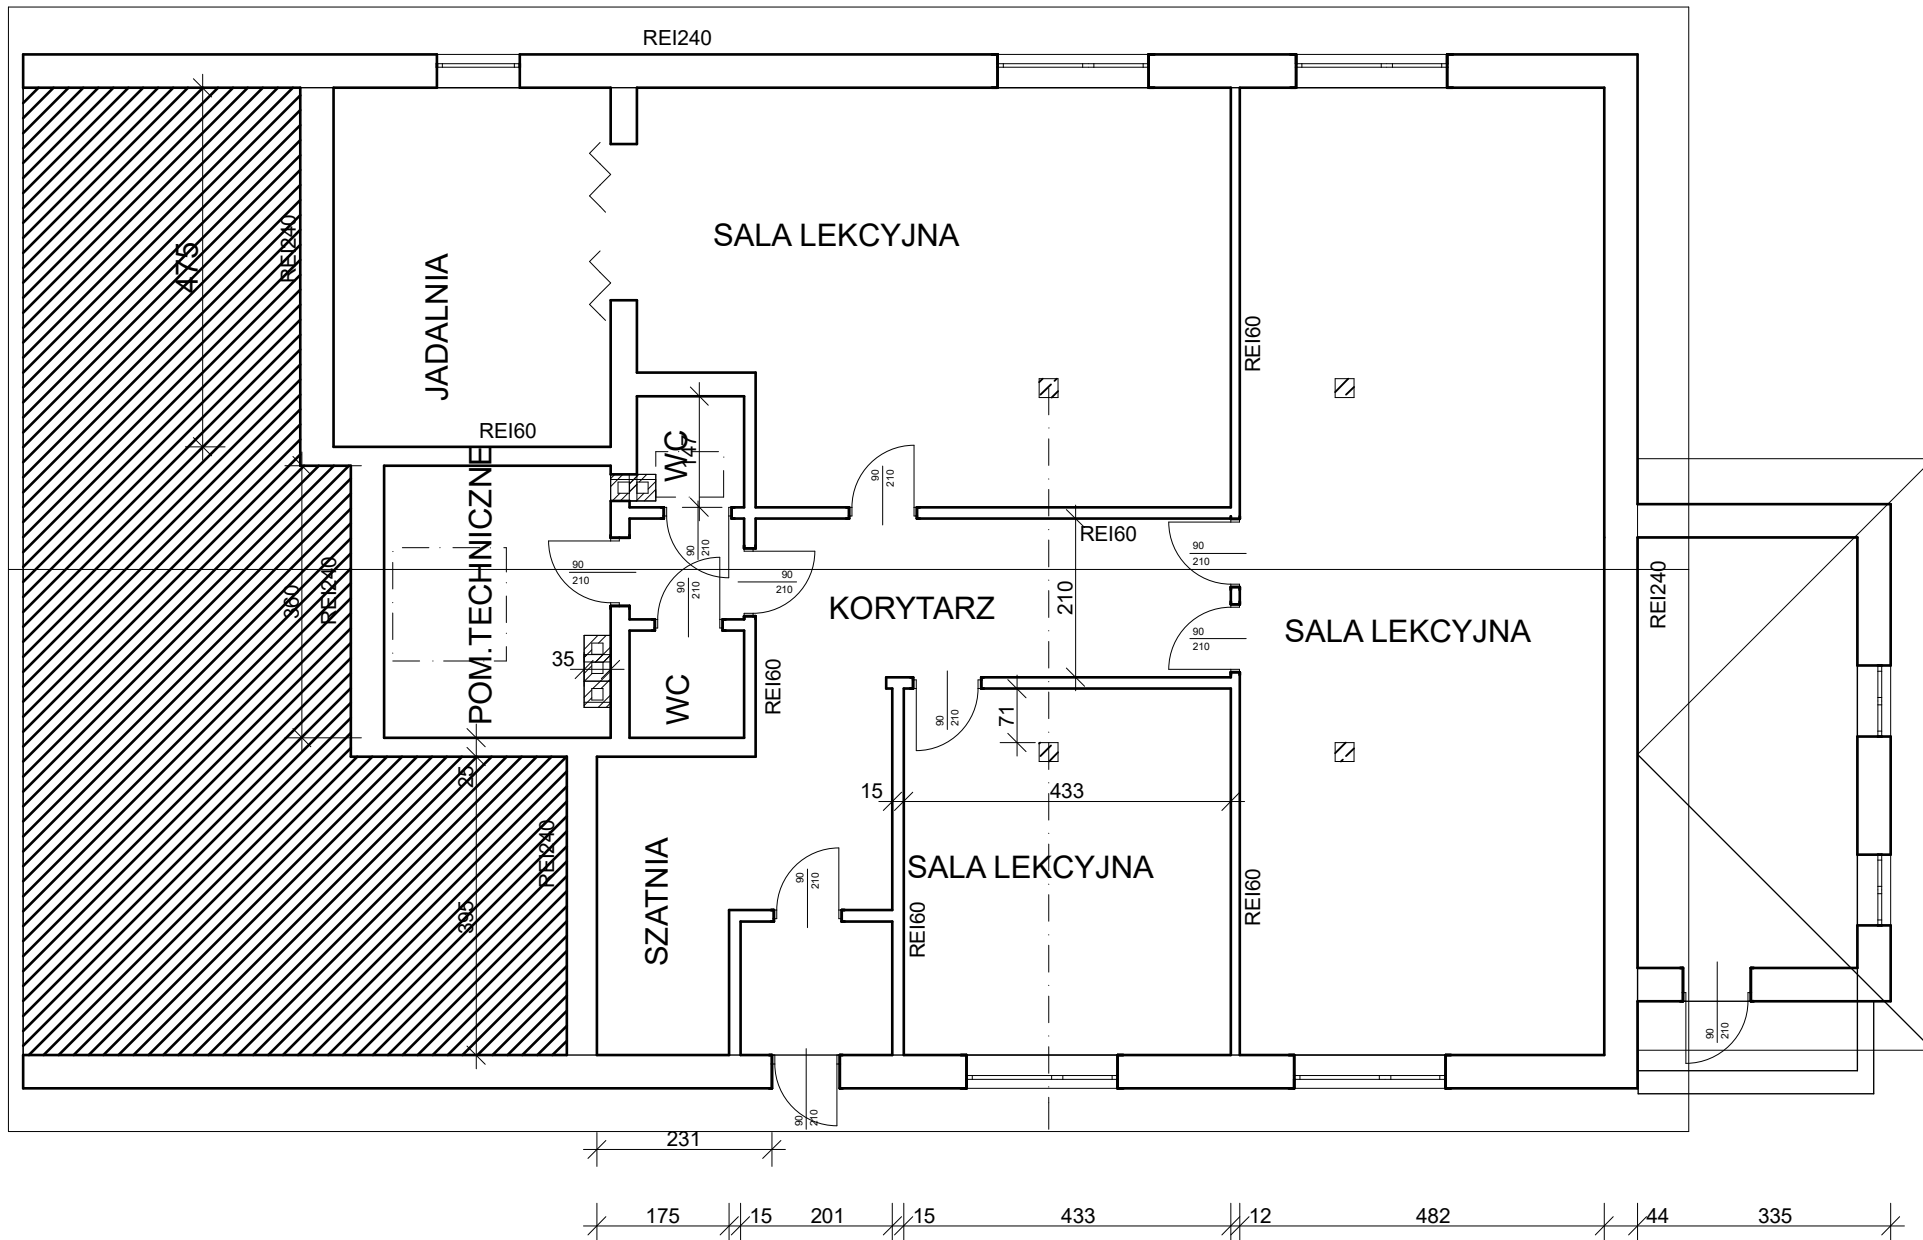 REI240
475
REI240
JADALNIA
SALA LEKCYJNA
REI60
REI60
WC
147
90
210
POM.TECHNICZNE
360
REI240
90
210
90
210
90
210
90
210
REI60
90
210
KORYTARZ
210
90
210
SALA LEKCYJNA
REI240
35
WC
REI60
90
210
71
25
15
433
395
REI240
SZATNIA
90
210
SALA LEKCYJNA
REI60
REI60
90
210
90
210
231
175
15
201
15
433
12
482
44
335